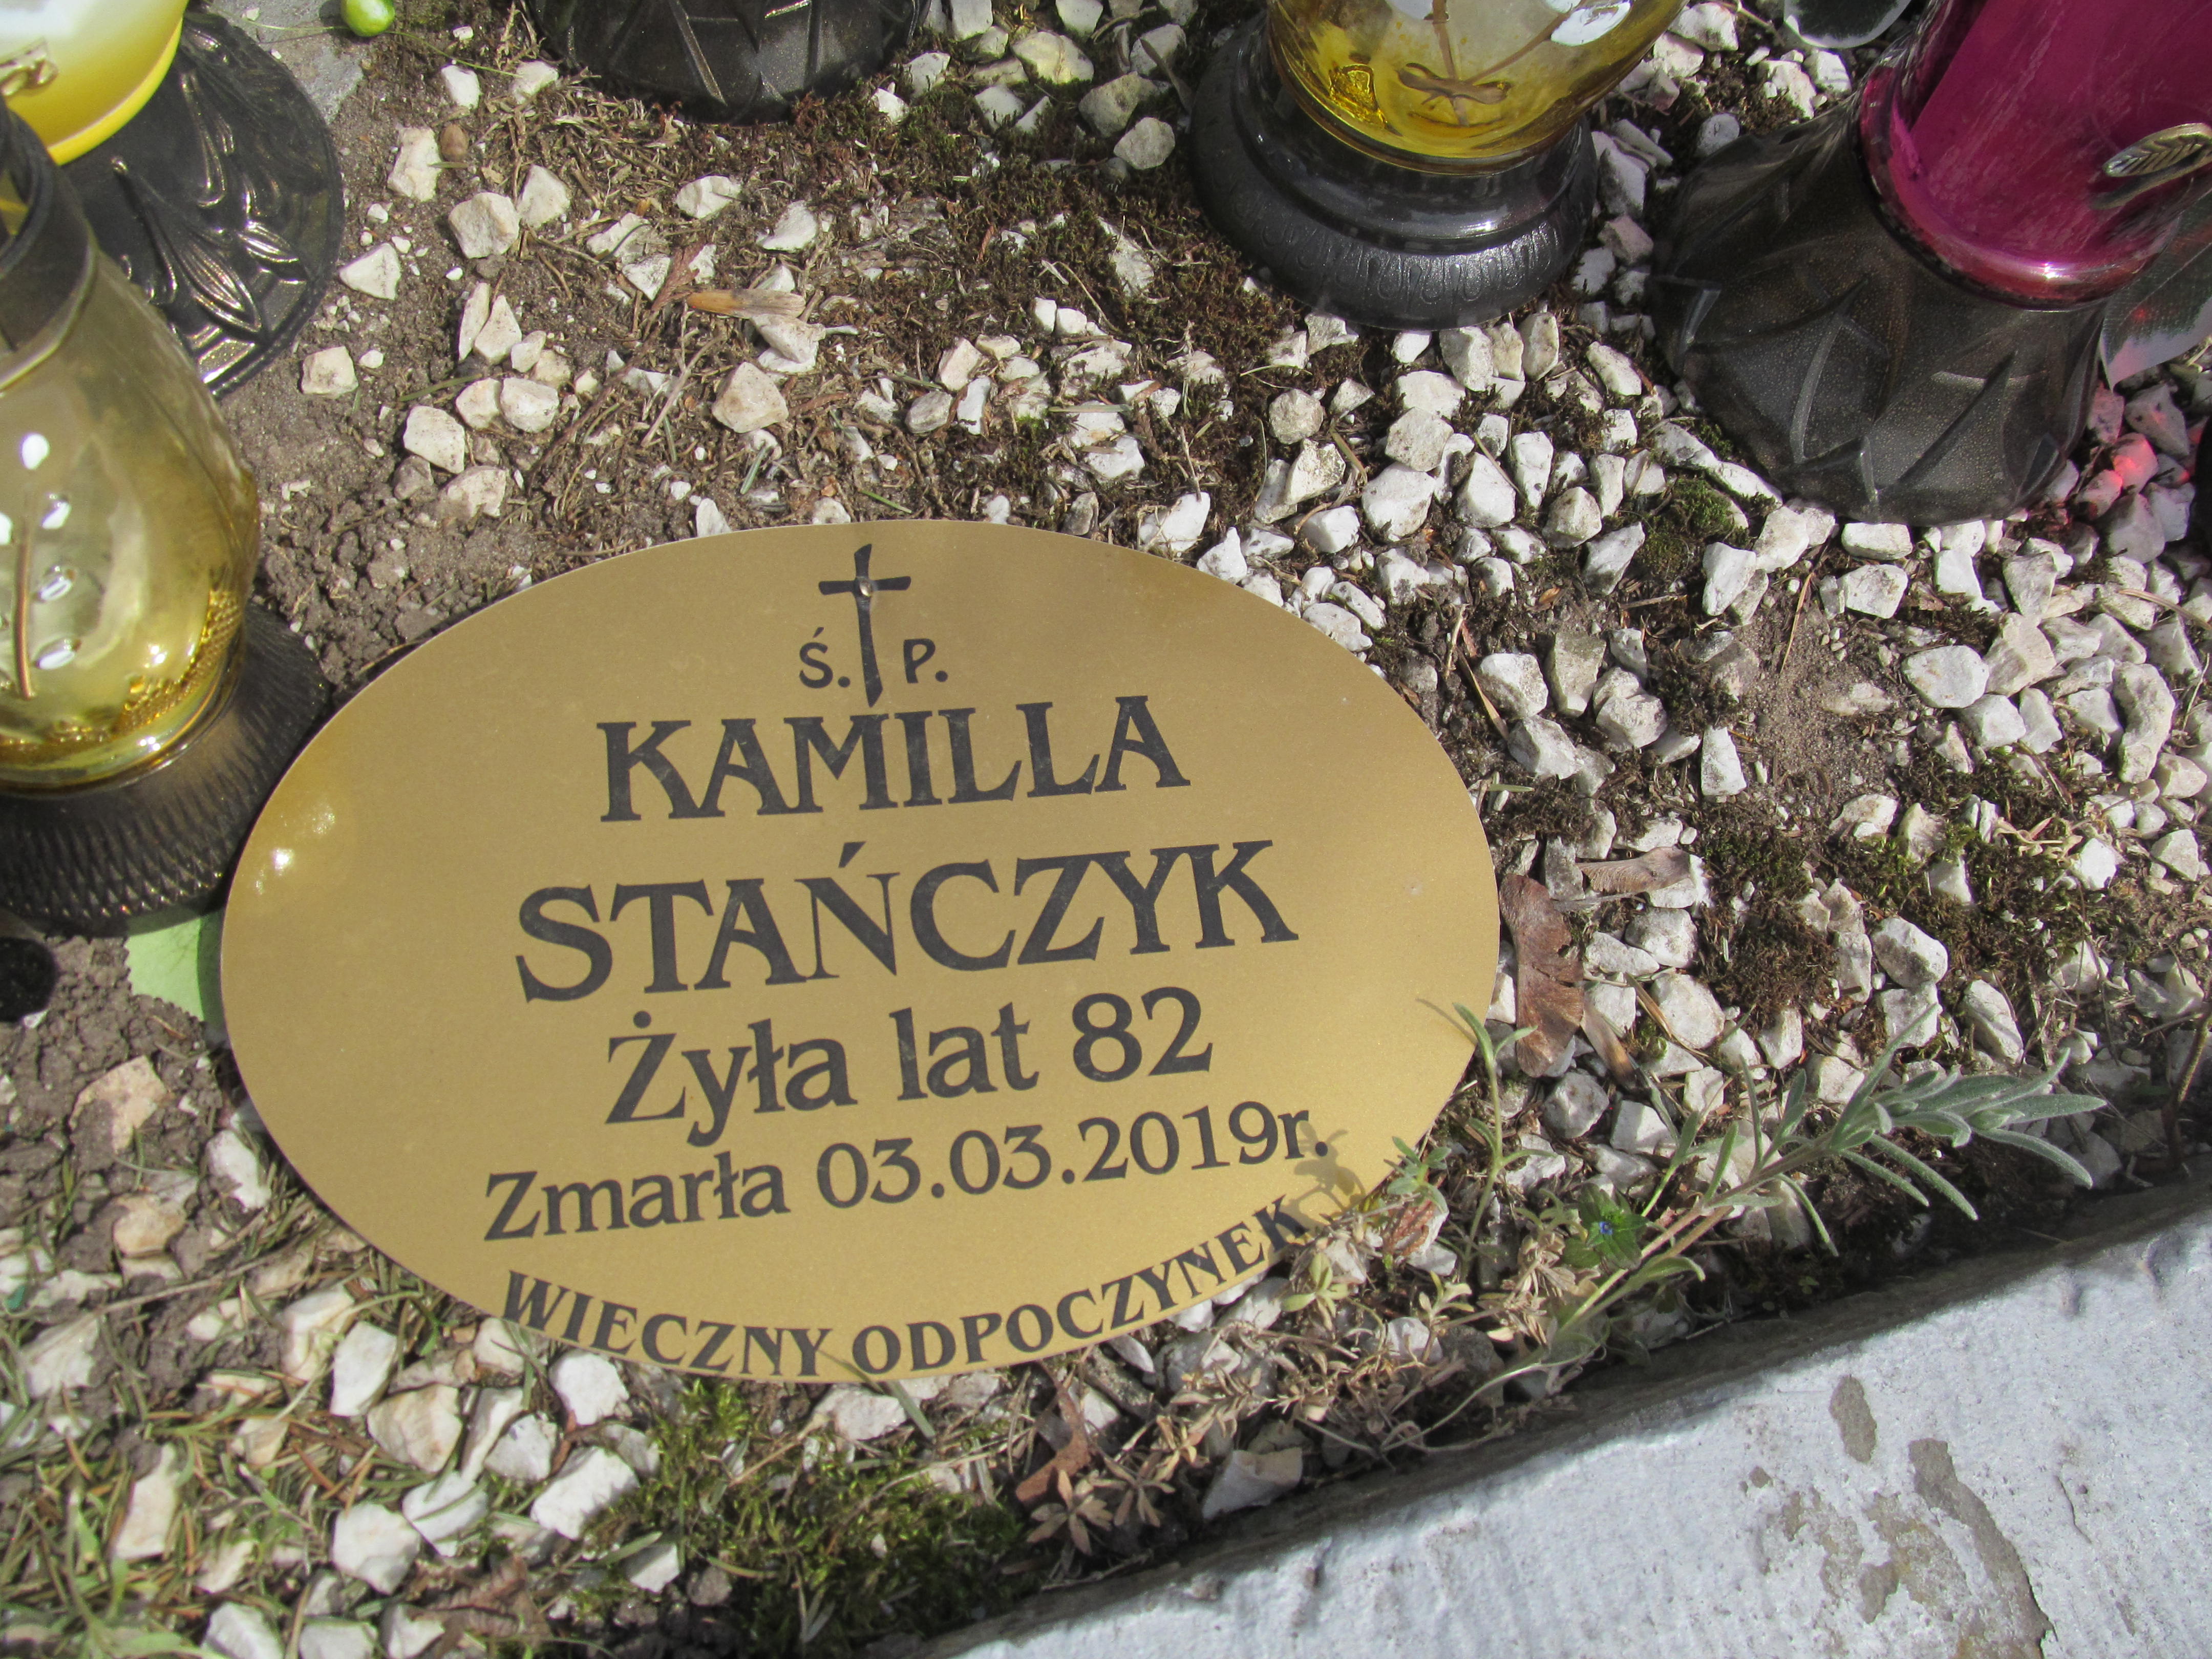 Ś. P.
KAMILLA
STAŃCZYK
Żyła lat 82
Zmarła 03.03.2019r.
WIECZNY ODPOCZYNEK